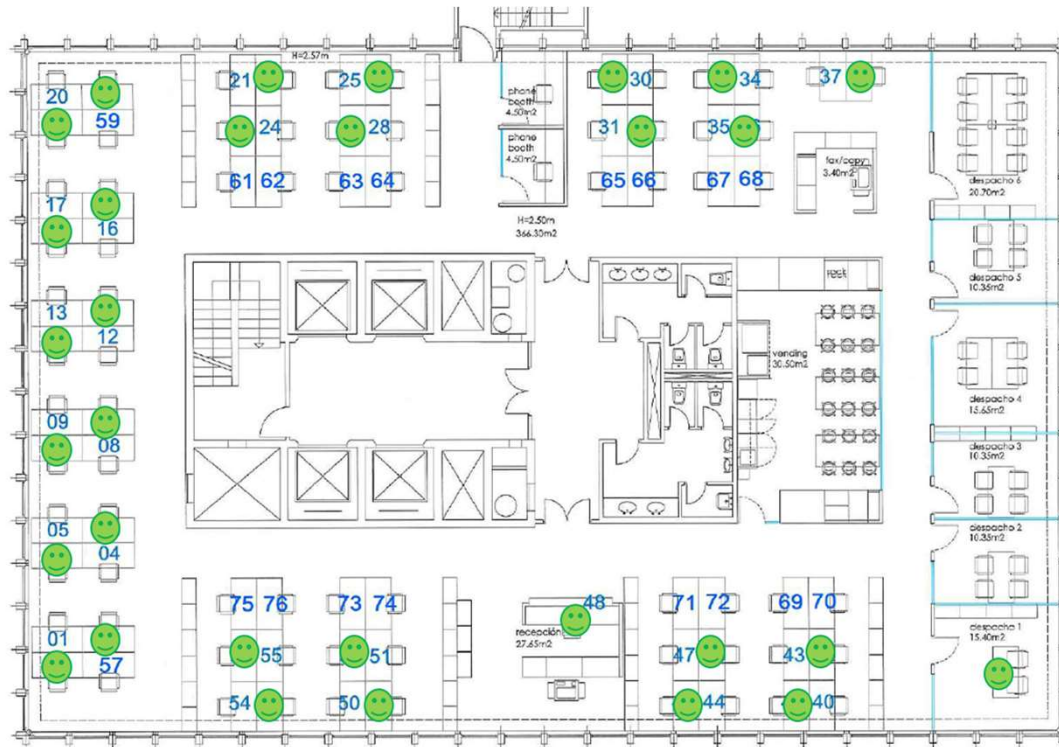 H=2.57m
21
25
30
34
37
20
59
24
28
31
35
phone
booth
4.50m2
phone
booth
4.50m2
fax/copy
3.40m2
61 62
63 64
65 66
67 68
despacho 6
20.70m2
17
16
H=2.50m
366.30m2
rack
despacho 5
10.35m2
13
12
vending
30.50m2
despacho 4
15.65m2
09
08
despacho 3
10.35m2
05
04
despacho 2
10.35m2
75 76
73 74
48
71 72
69 70
01
57
recepción
27.65m2
despacho 1
15.40m2
55
51
47
43
54
50
44
40